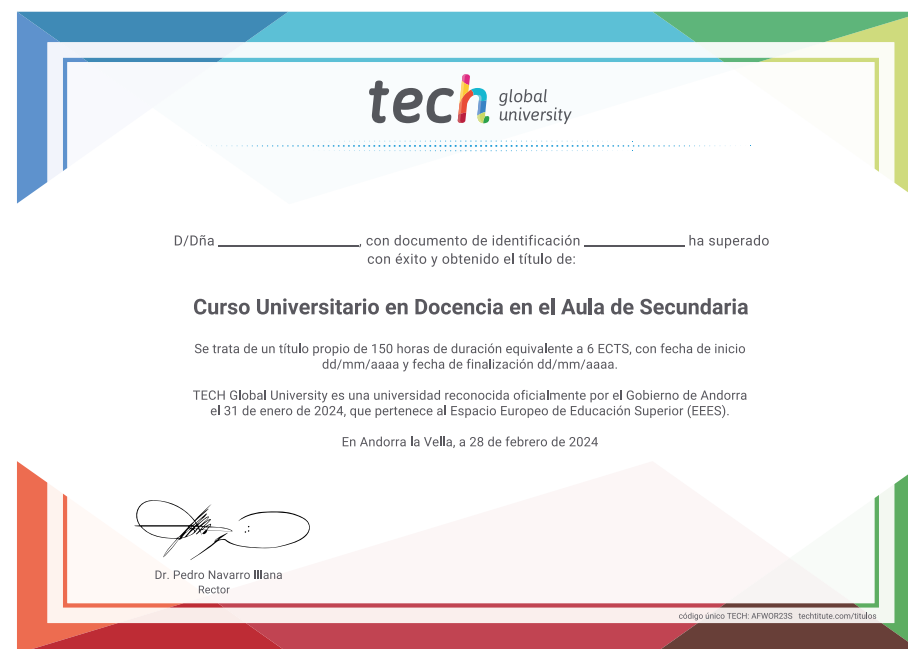 tech global university
D/Dña ____________________, con documento de identificación ______________ ha superado
con éxito y obtenido el título de:
Curso Universitario en Docencia en el Aula de Secundaria
Se trata de un título propio de 150 horas de duración equivalente a 6 ECTS, con fecha de inicio
dd/mm/aaaa y fecha de finalización dd/mm/aaaa.
TECH Global University es una universidad reconocida oficialmente por el Gobierno de Andorra
el 31 de enero de 2024, que pertenece al Espacio Europeo de Educación Superior (EEES).
En Andorra la Vella, a 28 de febrero de 2024
Dr. Pedro Navarro Illana
Rector
código único TECH: AFWOR23S techtitute.com/titulos